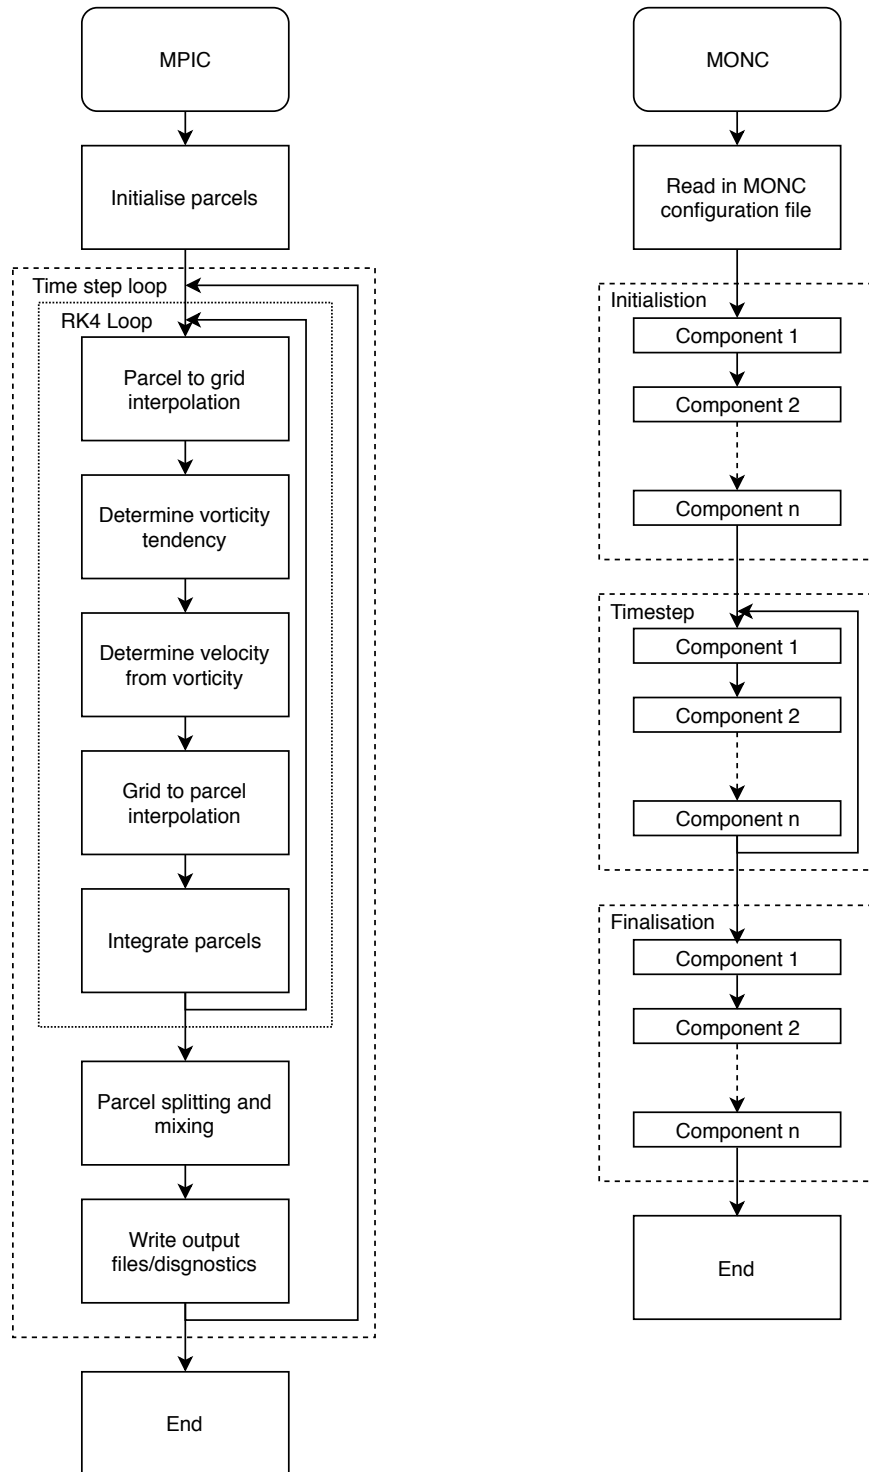 MPIC
Initialise parcels
Time step loop
RK4 Loop
Parcel to grid
interpolation
Determine vorticity
tendency
Determine velocity
from vorticity
Grid to parcel
interpolation
Integrate parcels
Parcel splitting and
mixing
Write output
files/disgnostics
End
MONC
Read in MONC
configuration file
Initialistion
Component 1
Component 2
Component n
Timestep
Component 1
Component 2
Component n
Finalisation
Component 1
Component 2
Component n
End